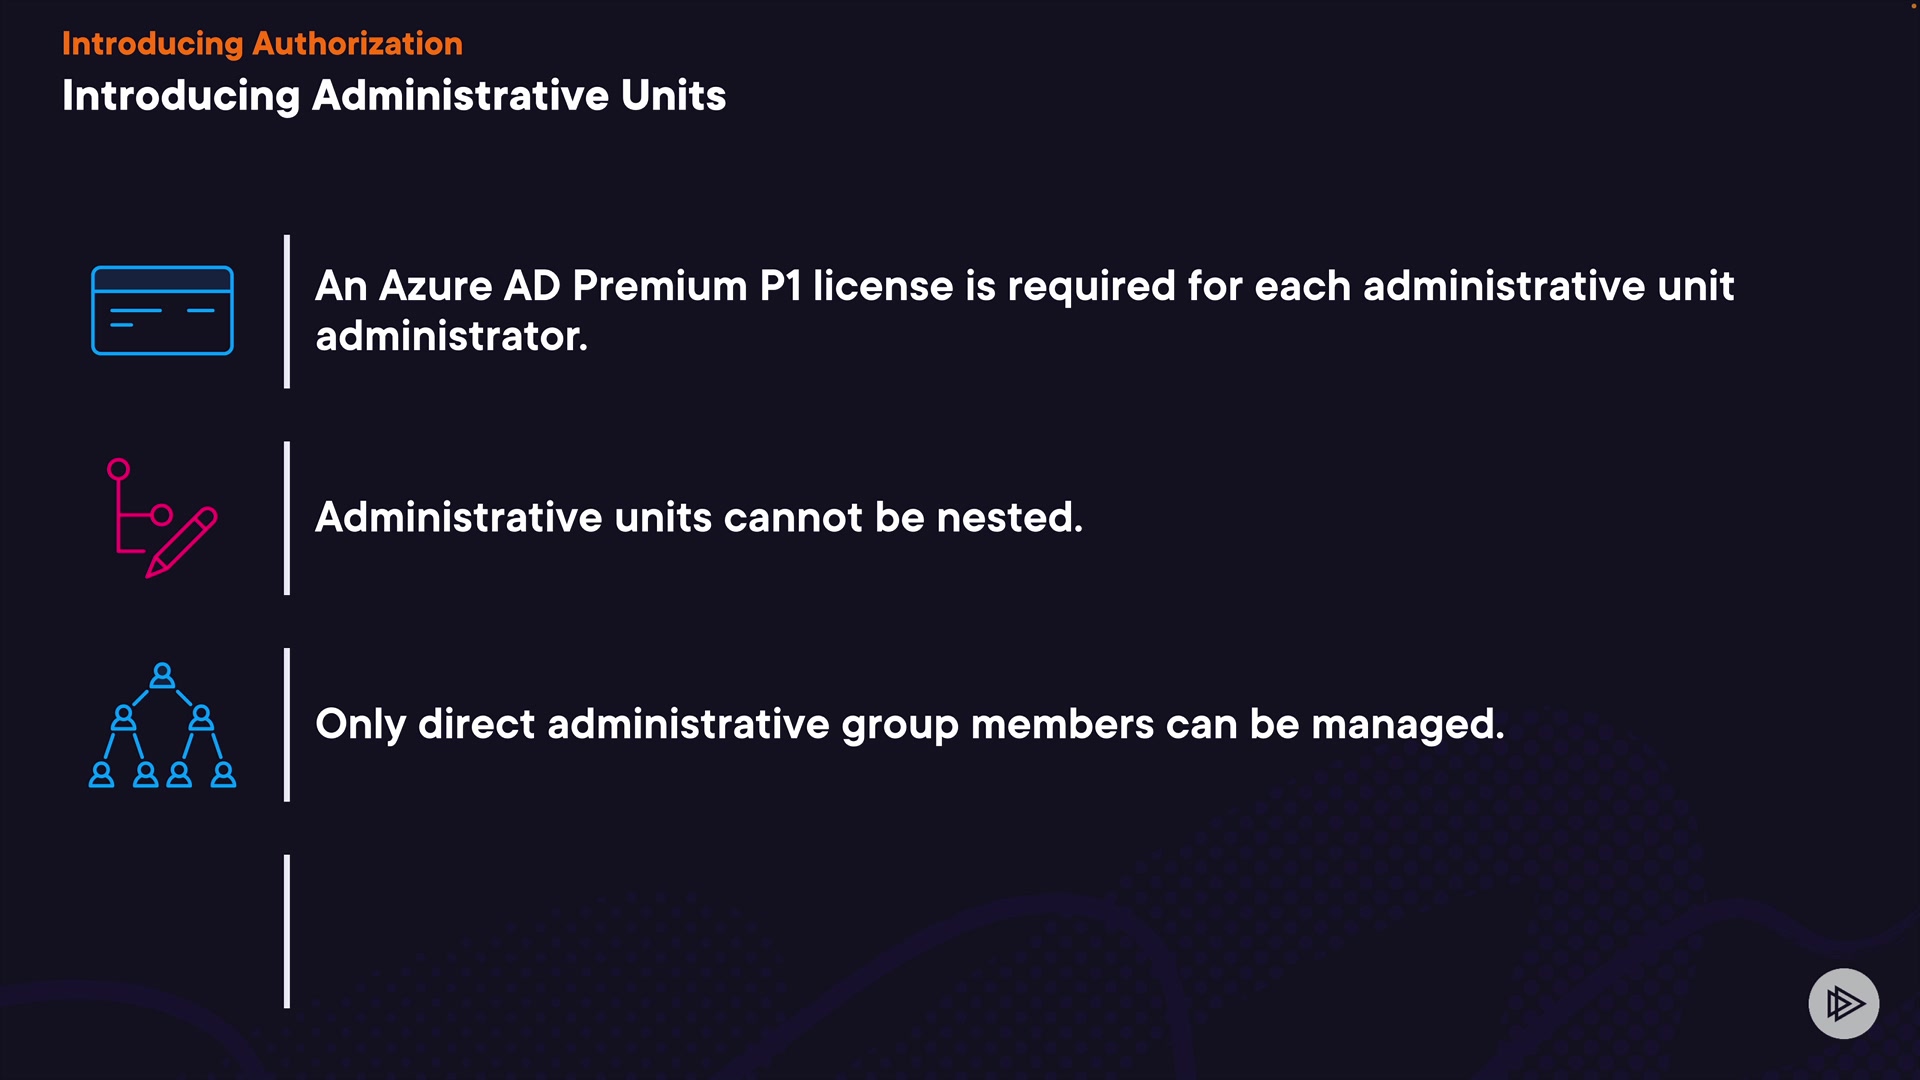 Introducing Authorization
Introducing Administrative Units
An Azure AD Premium P1 license is required for each administrative unit
administrator.
Administrative units cannot be nested.
Only direct administrative group members can be managed.